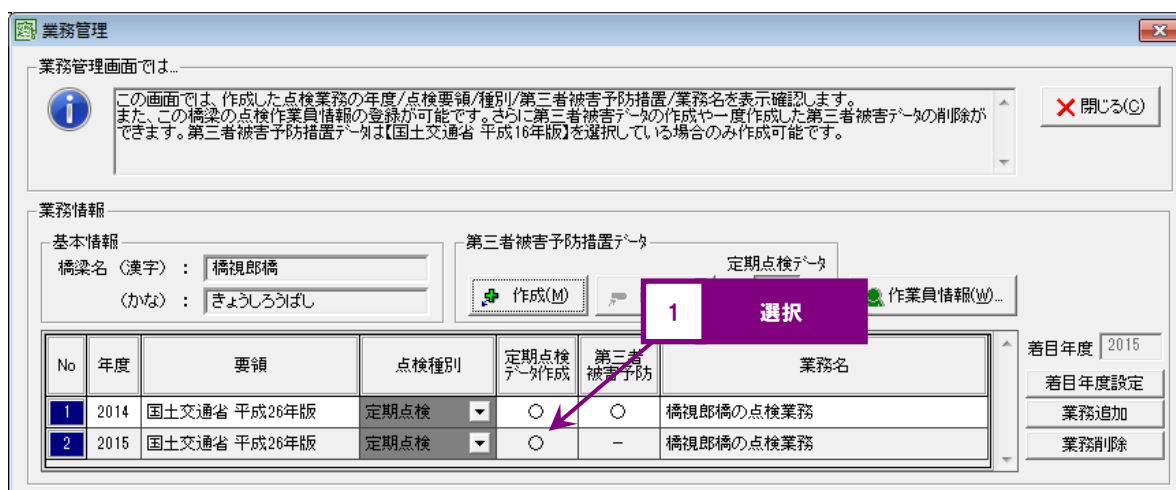 業務管理
業務管理画面では...
この画面では、作成した点検業務の年度/点検要領/種別/第三者被害予防措置/業務名を表示確認します。
また、この橋梁の点検作業員情報の登録が可能です。さらに第三者被害データの作成や一度作成した第三者被害データの削除が
できます。第三者被害予防措置データは【国土交通省 平成16年版】を選択している場合のみ作成可能です。
閉じる(C)
業務情報
基本情報
橋梁名 (漢字) : 橋視郎橋
(かな) : きょうしろうばし
第三者被害予防措置データ
定期点検データ
作成(M)
作業員情報(W)...
1 選択
着目年度 2015
着目年度設定
業務追加
業務削除
No 年度 要領 点検種別 定期点検データ作成 第三者被害予防 業務名
1 2014 国土交通省 平成26年版 定期点検 ○ ○橋視郎橋の点検業務
2 2015 国土交通省 平成26年版 定期点検 ○ − 橋視郎橋の点検業務